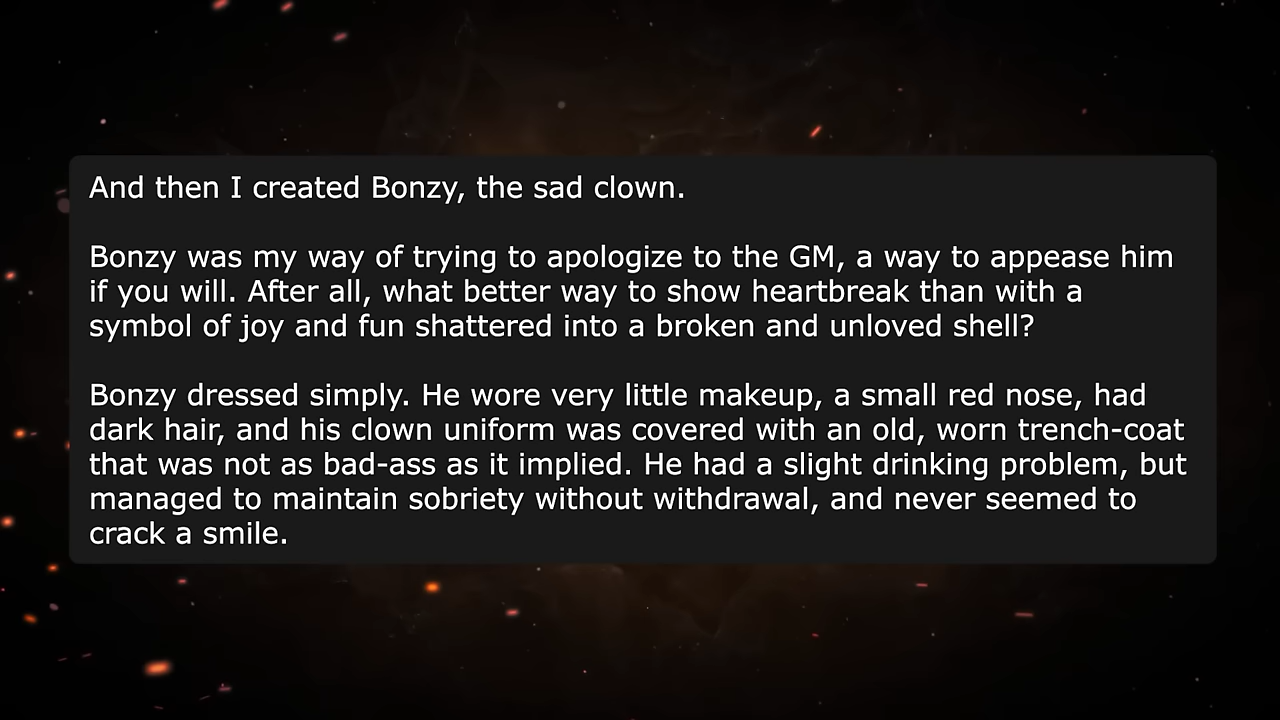 And then I created Bonzy, the sad clown.
Bonzy was my way of trying to apologize to the GM, a way to appease him
if you will. After all, what better way to show heartbreak than with a
symbol of joy and fun shattered into a broken and unloved shell?
Bonzy dressed simply. He wore very little makeup, a small red nose, had
dark hair, and his clown uniform was covered with an old, worn trench-coat
that was not as bad-ass as it implied. He had a slight drinking problem, but
managed to maintain sobriety without withdrawal, and never seemed to
crack a smile.